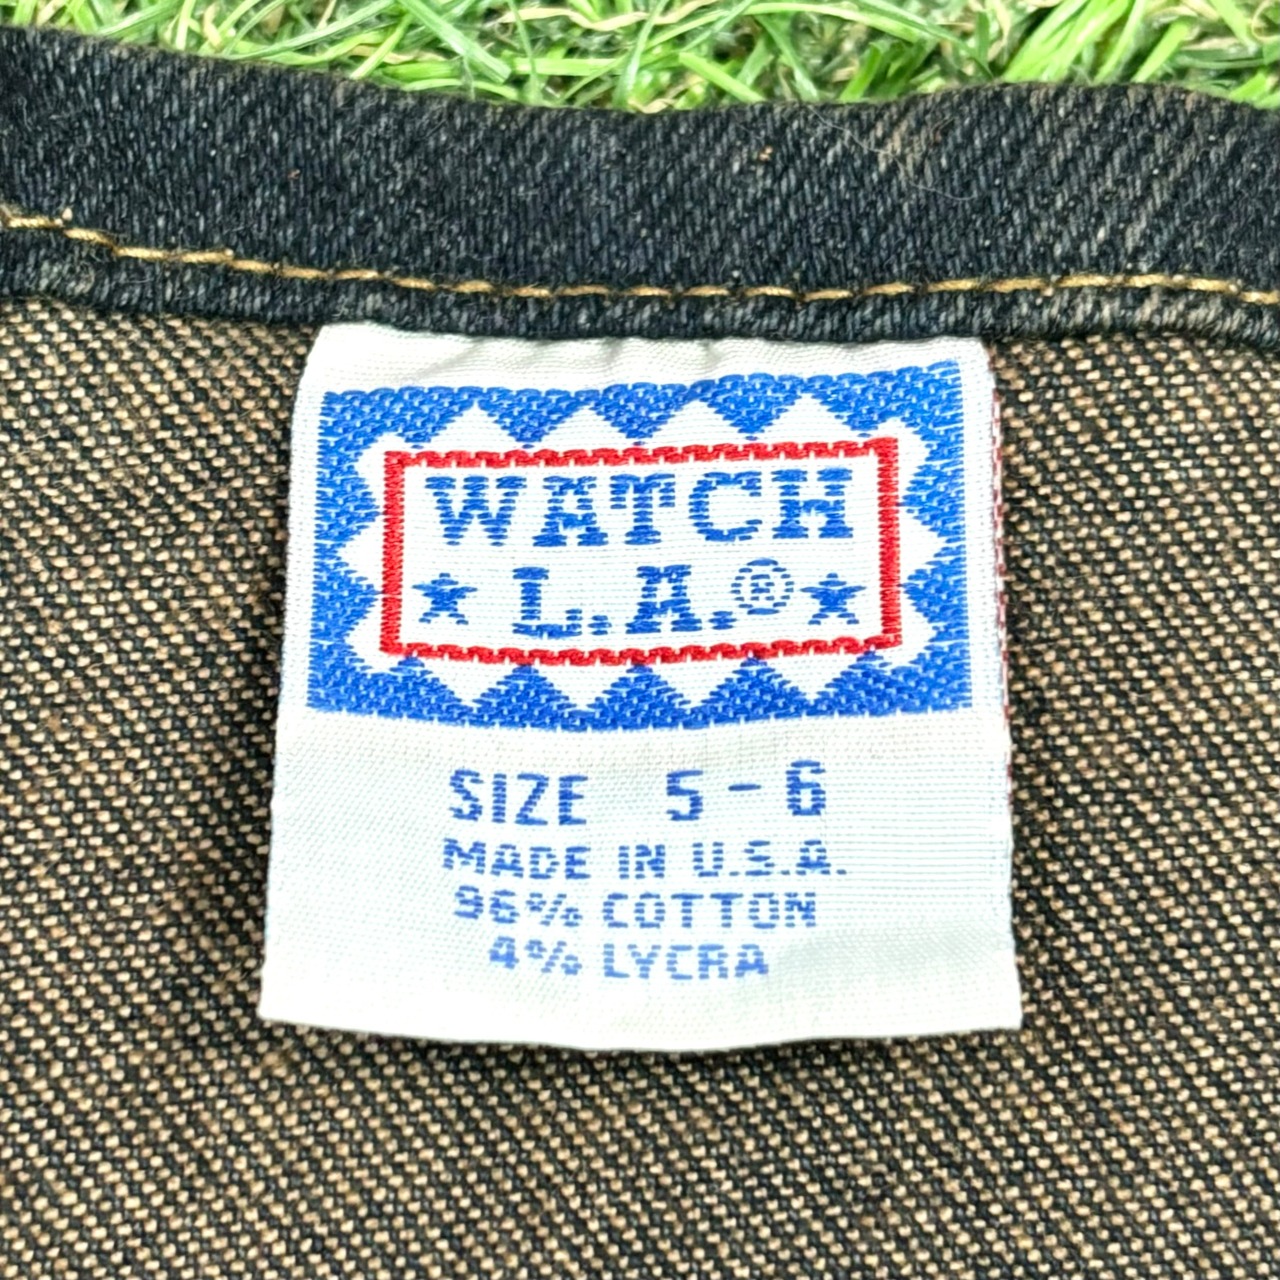 WATCH
★ L.A.® ★
SIZE 5-6
MADE IN U.S.A.
96% COTTON
4% LYCRA